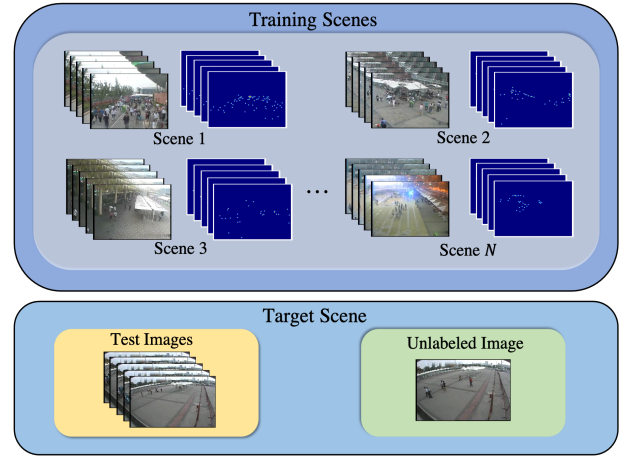 Training Scenes
Scene 1
Scene 2
Scene 3
...
Scene N
Target Scene
Test Images
Unlabeled Image